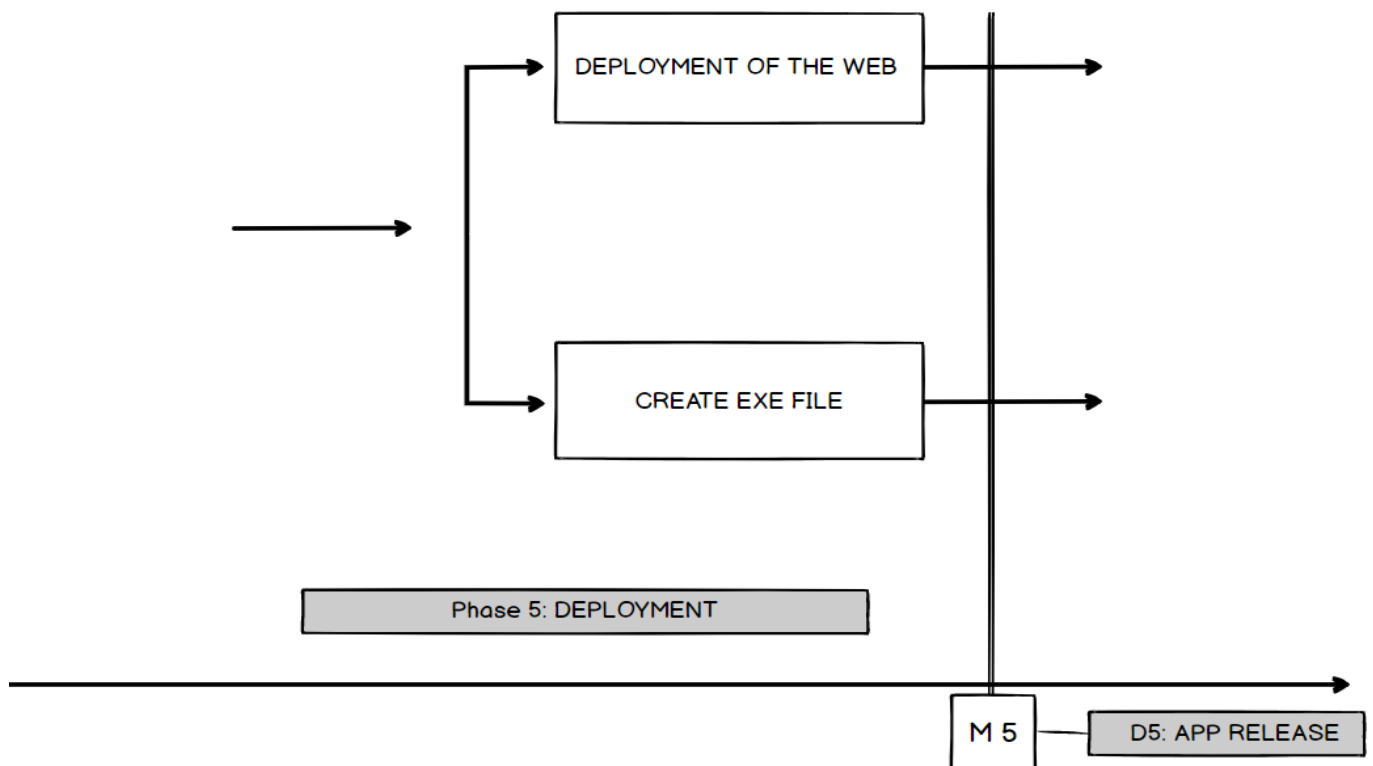 DEPLOYMENT OF THE WEB
CREATE EXE FILE
Phase 5: DEPLOYMENT
M 5
D5: APP RELEASE